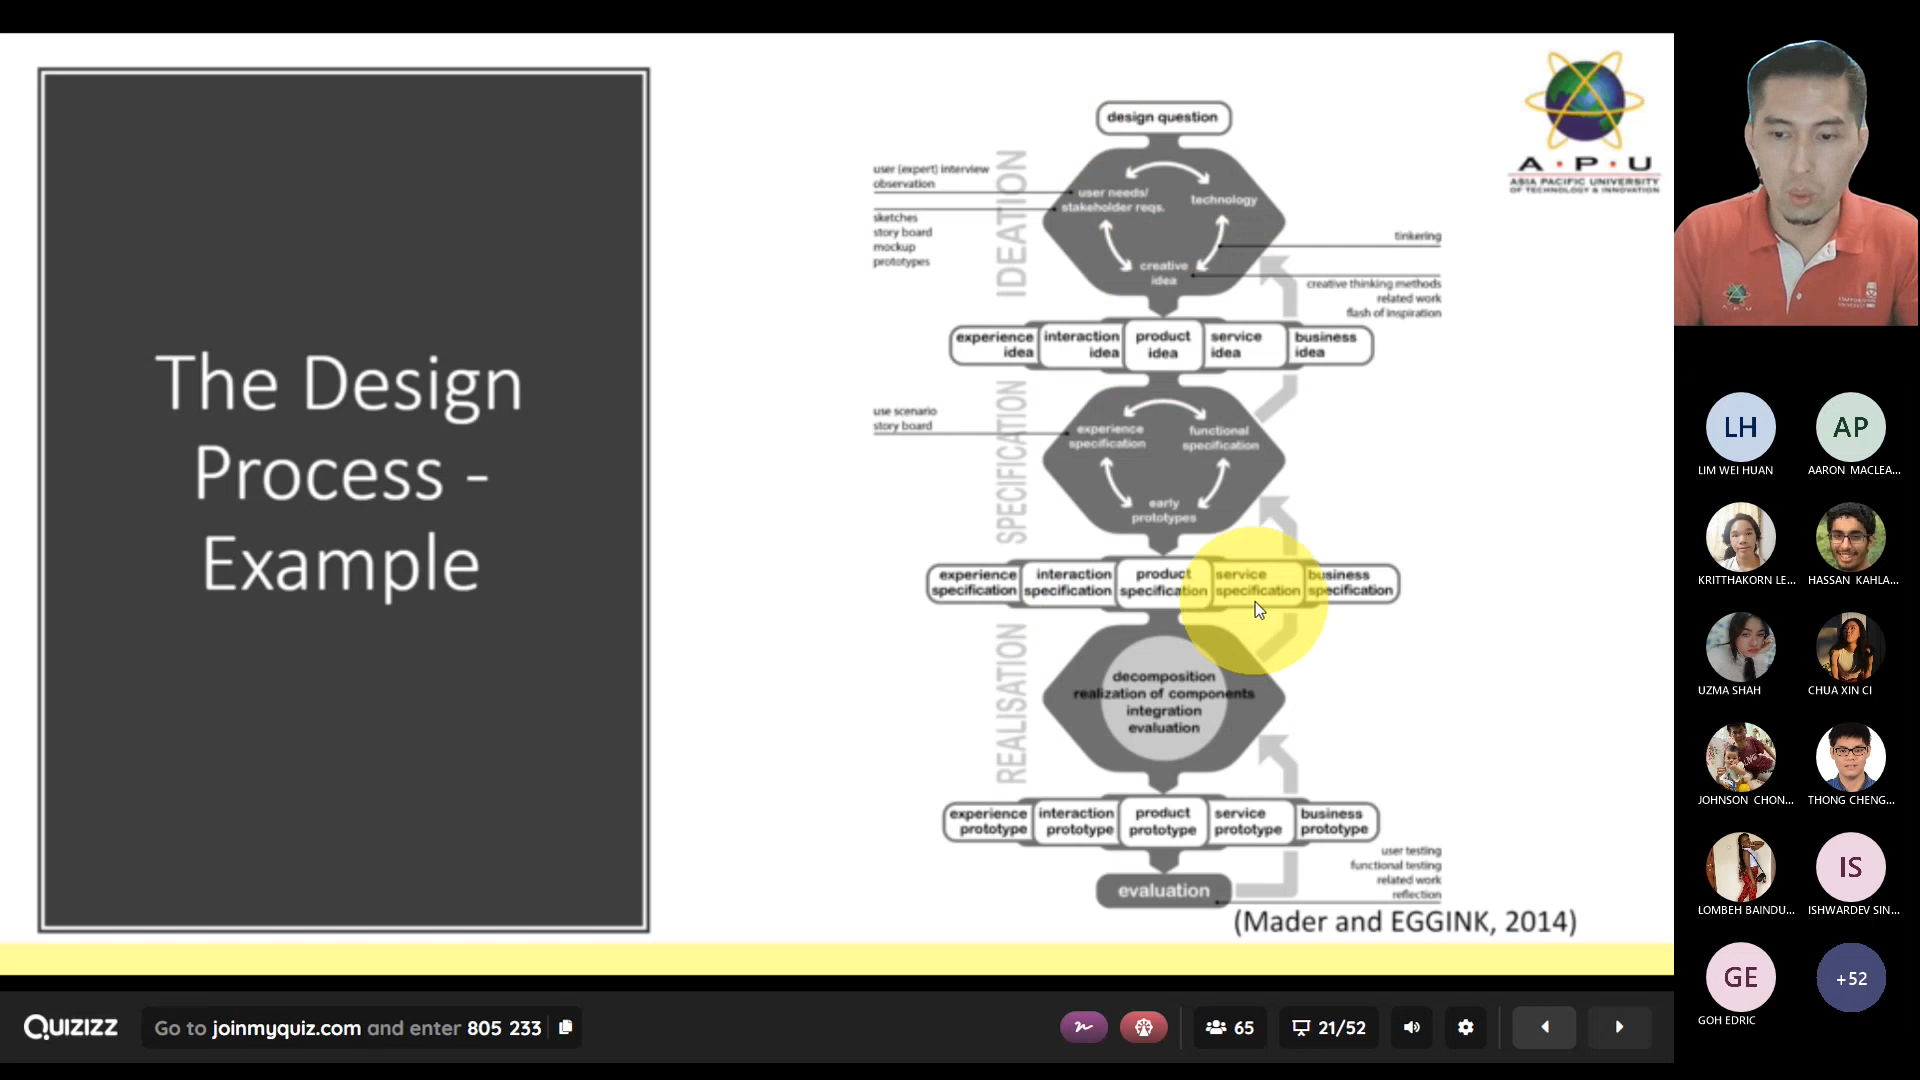 The Design
Process -
Example
design question
IDEATION
user (expert) interview
observation
sketches
story board
mockup
prototypes
user needs/
stakeholder reqs.
technology
creative
idea
tinkering
creative thinking methods
related work
flash of inspiration
experience
idea
interaction
idea
product
idea
service
idea
business
idea
SPECIFICATION
use scenario
story board
experience
specification
functional
specification
early
prototypes
experience
specification
interaction
specification
product
specification
service
specification
business
specification
REALISATION
decomposition
realization of components
integration
evaluation
experience
prototype
interaction
prototype
product
prototype
service
prototype
business
prototype
user testing
functional testing
related work
reflection
evaluation
(Mader and EGGINK, 2014)
A·P·U
ASIA PACIFIC UNIVERSITY
OF TECHNOLOGY & INNOVATION
LH
LIM WEI HUAN
AP
AARON MACLEA...
KRITTHAKORN LE...
HASSAN KAHLA...
UZMA SHAH
CHUA XIN CI
JOHNSON CHON...
THONG CHENG...
LOMBEH BAINDU...
IS
ISHWARDEV SIN...
GE
GOH EDRIC
+52
QUIZIZZ
Go to joinmyquiz.com and enter 805 233
65
21/52